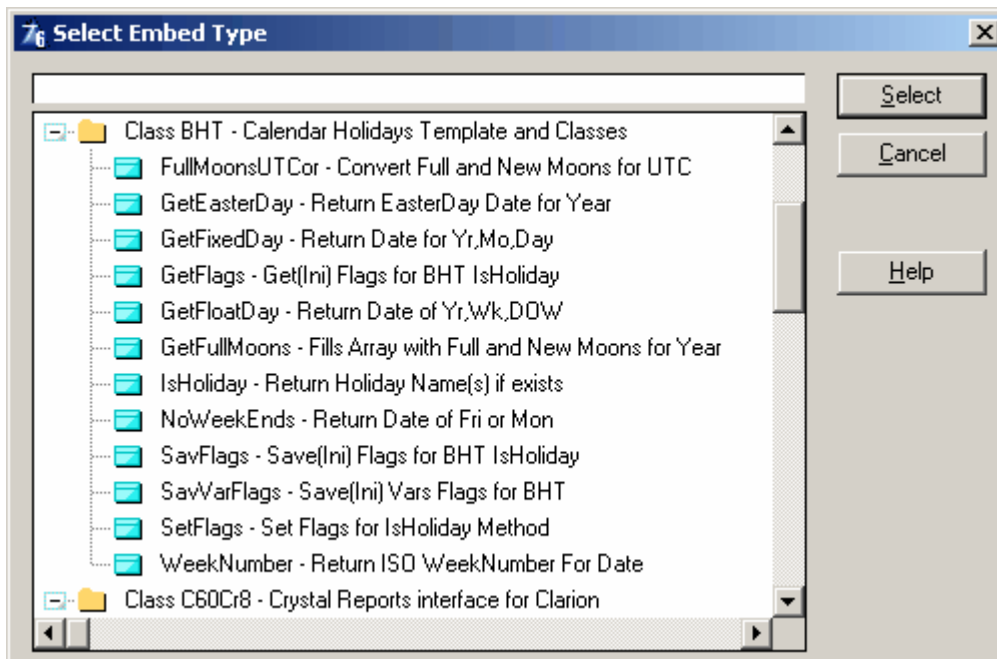 76 Select Embed Type
Select
Cancel
Help
Class BHT - Calendar Holidays Template and Classes
FullMoonsUTCor - Convert Full and New Moons for UTC
GetEasterDay - Return EasterDay Date for Year
GetFixedDay - Return Date for Yr,Mo,Day
GetFlags - Get(Ini) Flags for BHT IsHoliday
GetFloatDay - Return Date of Yr,Wk,DOW
GetFullMoons - Fills Array with Full and New Moons for Year
IsHoliday - Return Holiday Name(s) if exists
NoWeekEnds - Return Date of Fri or Mon
SavFlags - Save(Ini) Flags for BHT IsHoliday
SavVarFlags - Save(Ini) Vars Flags for BHT
SetFlags - Set Flags for IsHoliday Method
WeekNumber - Return ISO WeekNumber For Date
Class C60Cr8 - Crystal Reports interface for Clarion